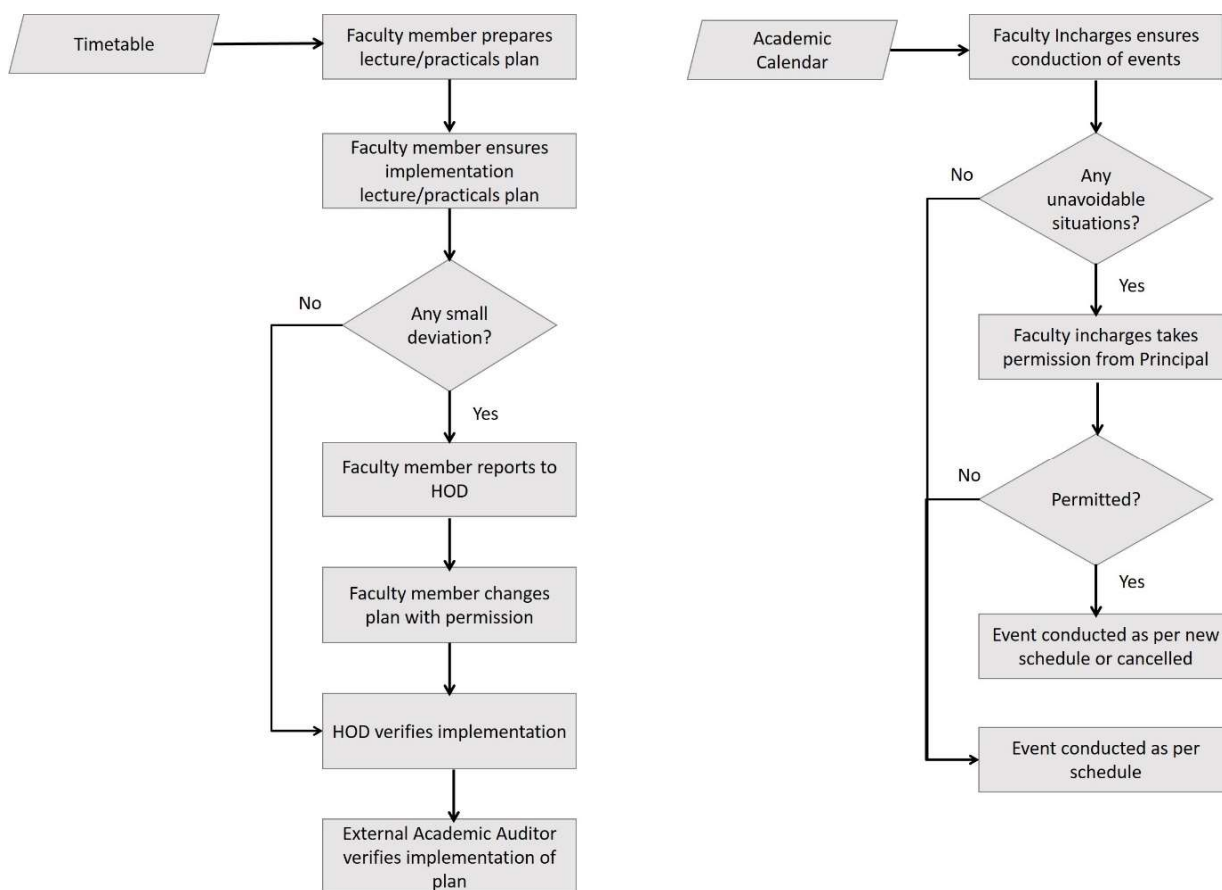 Timetable
Faculty member prepares
lecture/practicals plan
Faculty member ensures
implementation
lecture/practicals plan
No
Any small
deviation?
Yes
Faculty member reports to
HOD
Faculty member changes
plan with permission
HOD verifies implementation
External Academic Auditor
verifies implementation of
plan
Academic
Calendar
Faculty Incharges ensures
conduction of events
No
Any
unavoidable
situations?
Yes
Faculty incharges takes
permission from Principal
No
Permitted?
Yes
Event conducted as per new
schedule or cancelled
Event conducted as per
schedule